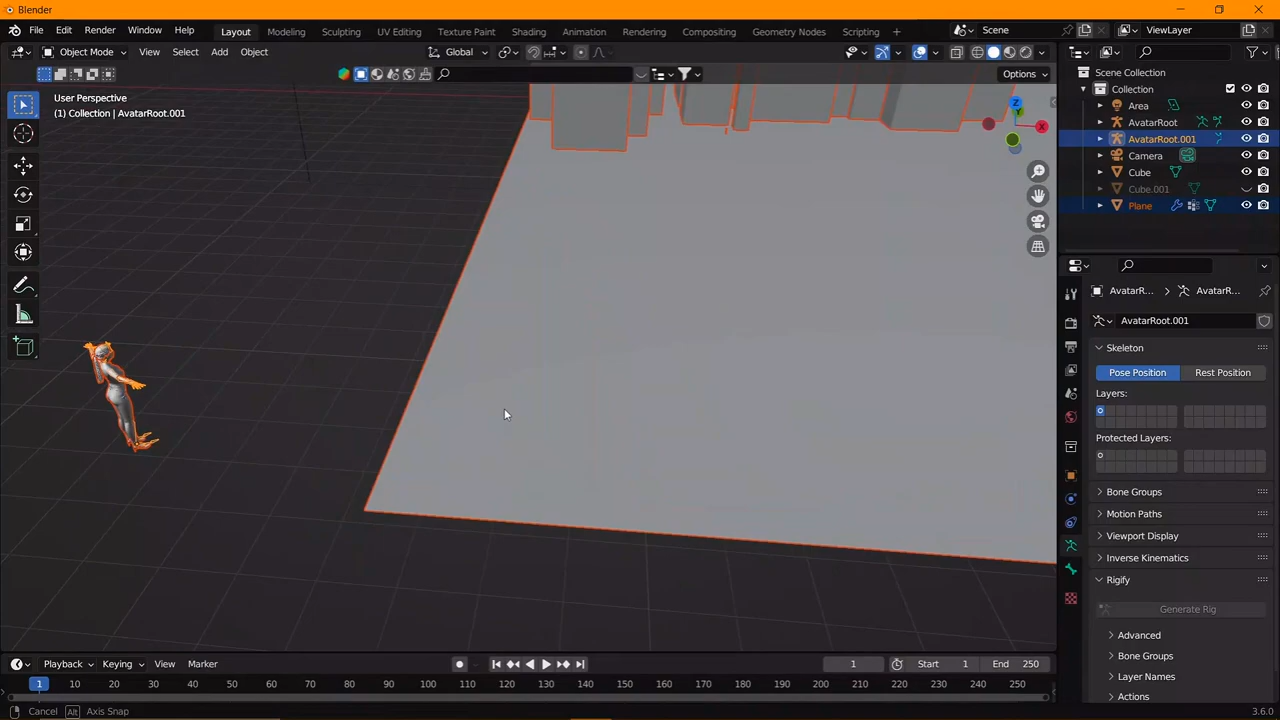 Blender
File Edit Render Window Help
Layout Modeling Sculpting UV Editing Texture Paint Shading Animation Rendering Compositing Geometry Nodes Scripting +
Scene
ViewLayer
Object Mode View Select Add Object
Global
Options
User Perspective
(1) Collection | AvatarRoot.001
Z
Y
X
Scene Collection
Collection
Area
AvatarRoot
AvatarRoot.001
Camera
Cube
Cube.001
Plane
AvatarR... AvatarR...
AvatarRoot.001
Skeleton
Pose Position Rest Position
Layers:
Protected Layers:
Bone Groups
Motion Paths
Viewport Display
Inverse Kinematics
Rigify
Generate Rig
Advanced
Bone Groups
Layer Names
Actions
Playback Keying View Marker
1 Start 1 End 250
1 10 20 30 40 50 60 70 80 90 100 110 120 130 140 150 160 170 180 190 200 210 220 230 240 250
Cancel Alt Axis Snap
3.6.0